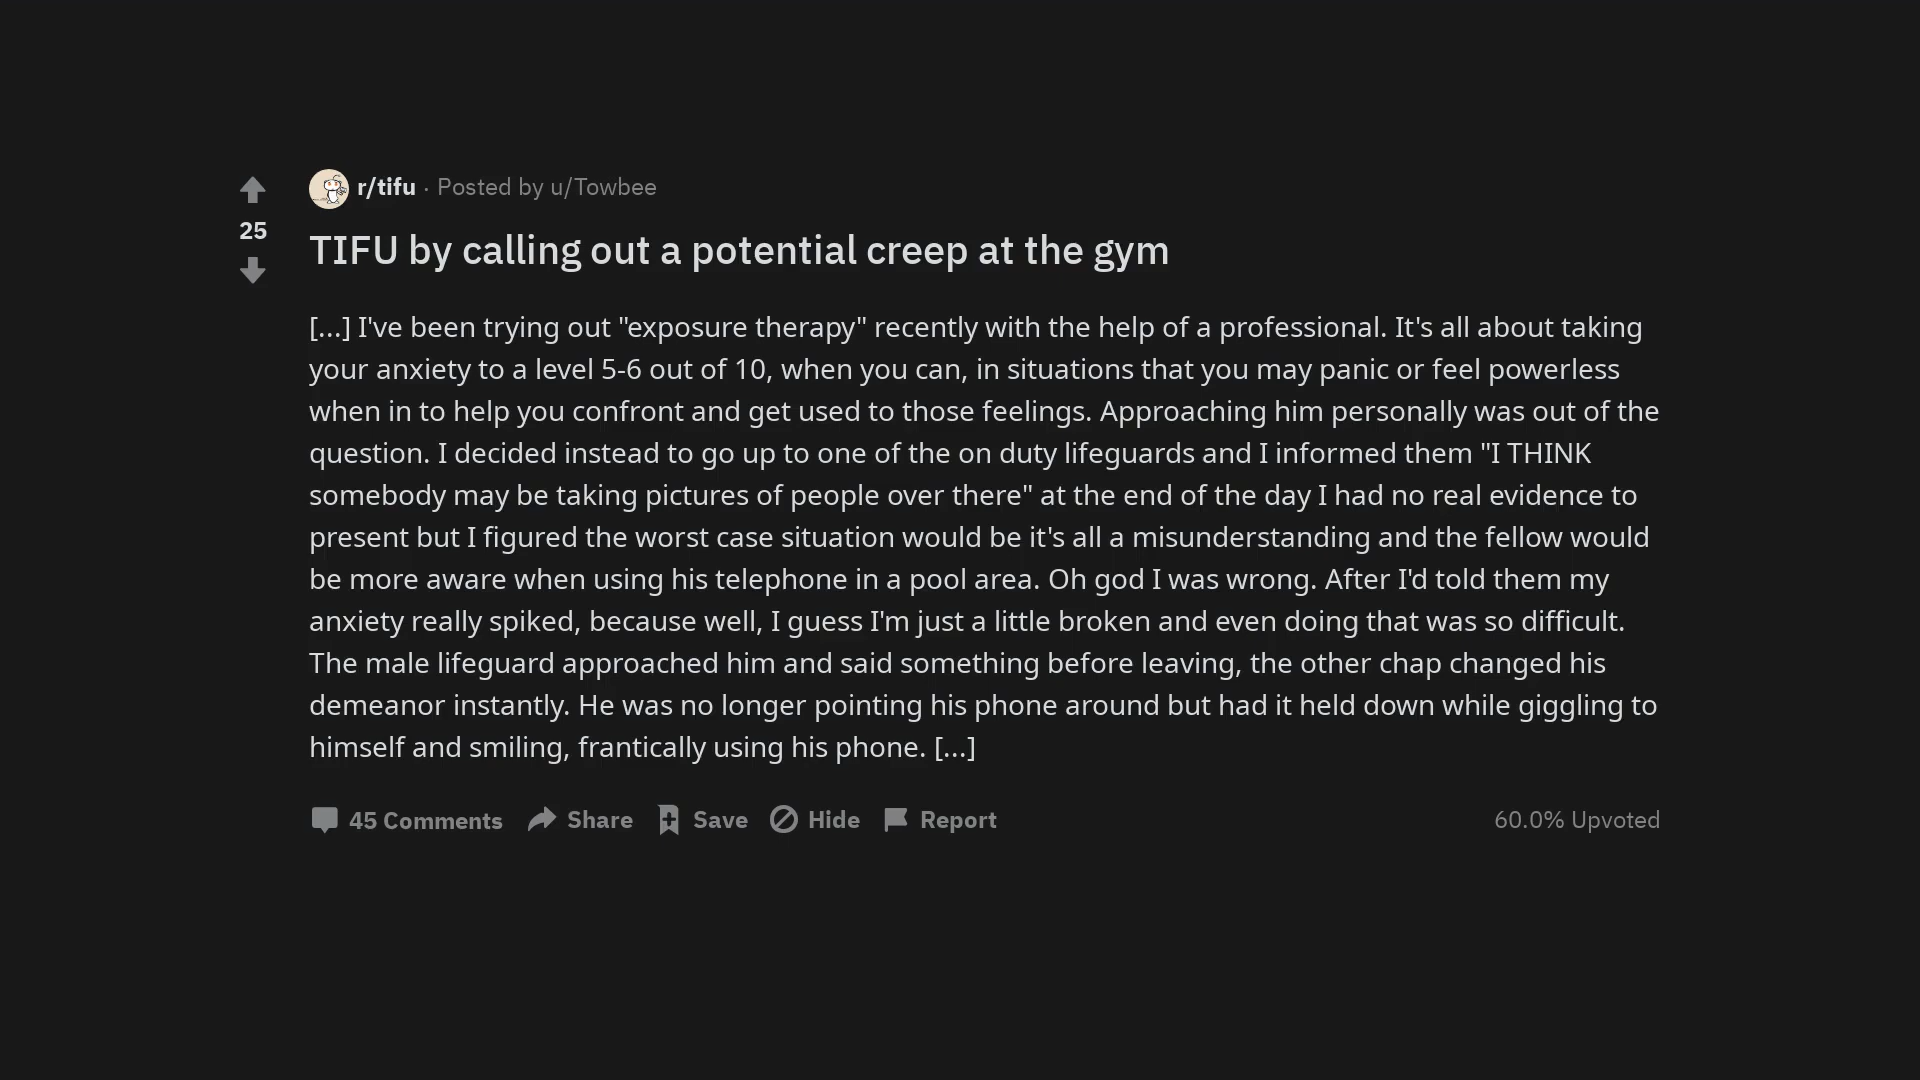 r/tifu · Posted by u/Towbee
25
TIFU by calling out a potential creep at the gym
[...] I've been trying out "exposure therapy" recently with the help of a professional. It's all about taking
your anxiety to a level 5-6 out of 10, when you can, in situations that you may panic or feel powerless
when in to help you confront and get used to those feelings. Approaching him personally was out of the
question. I decided instead to go up to one of the on duty lifeguards and I informed them "I THINK
somebody may be taking pictures of people over there" at the end of the day I had no real evidence to
present but I figured the worst case situation would be it's all a misunderstanding and the fellow would
be more aware when using his telephone in a pool area. Oh god I was wrong. After I'd told them my
anxiety really spiked, because well, I guess I'm just a little broken and even doing that was so difficult.
The male lifeguard approached him and said something before leaving, the other chap changed his
demeanor instantly. He was no longer pointing his phone around but had it held down while giggling to
himself and smiling, frantically using his phone. [...]
45 Comments Share Save Hide Report 60.0% Upvoted